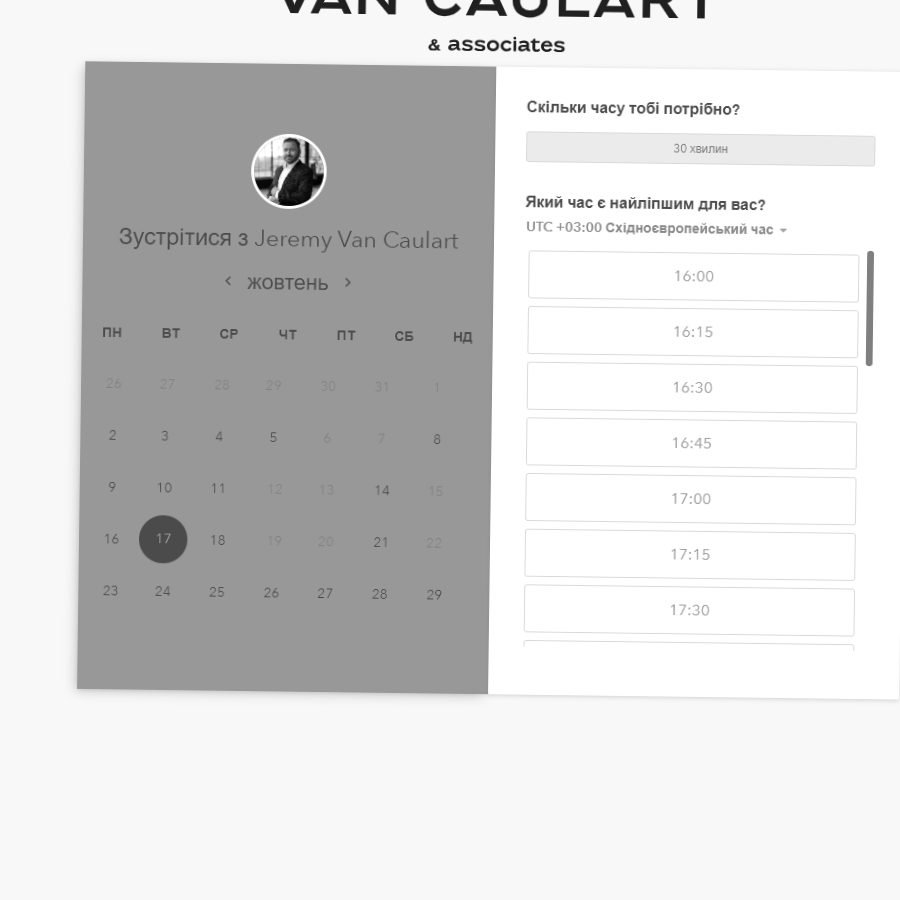 VAN CAULART
& associates
Зустрітися з Jeremy Van Caulart
жовтень
ПН ВТ СР ЧТ ПТ СБ НД
26 27 28 29 30 31 1
2 3 4 5 6 7 8
9 10 11 12 13 14 15
16 17 18 19 20 21 22
23 24 25 26 27 28 29
Скільки часу тобі потрібно?
30 хвилин
Який час є найліпшим для вас?
UTC +03:00 Східноєвропейський час
16:00
16:15
16:30
16:45
17:00
17:15
17:30